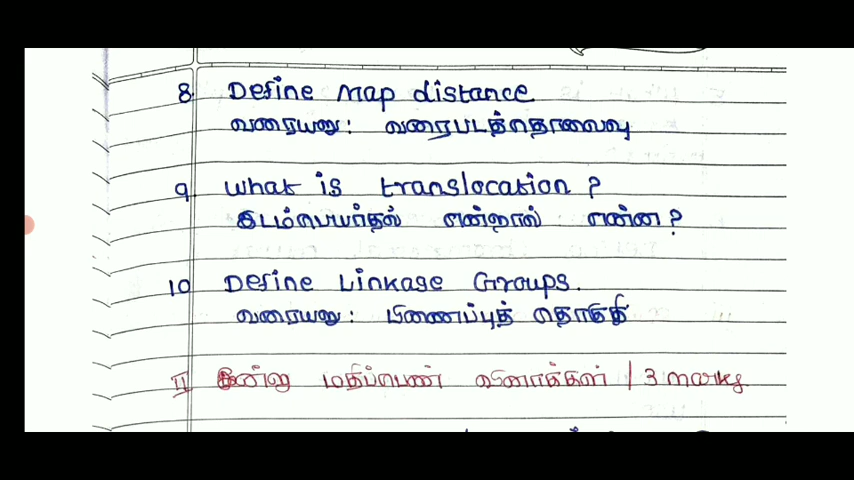 8 Define map distance
வரையறு: வரைபடத்தொலைவு
9 What is translocation?
இடம்பெயர்தல் என்றால் என்ன?
10 Define Linkage Groups.
வரையறு: பிணைப்புத் தொகுதி
II மூன்று மதிப்பெண் வினாக்கள் / 3 marks